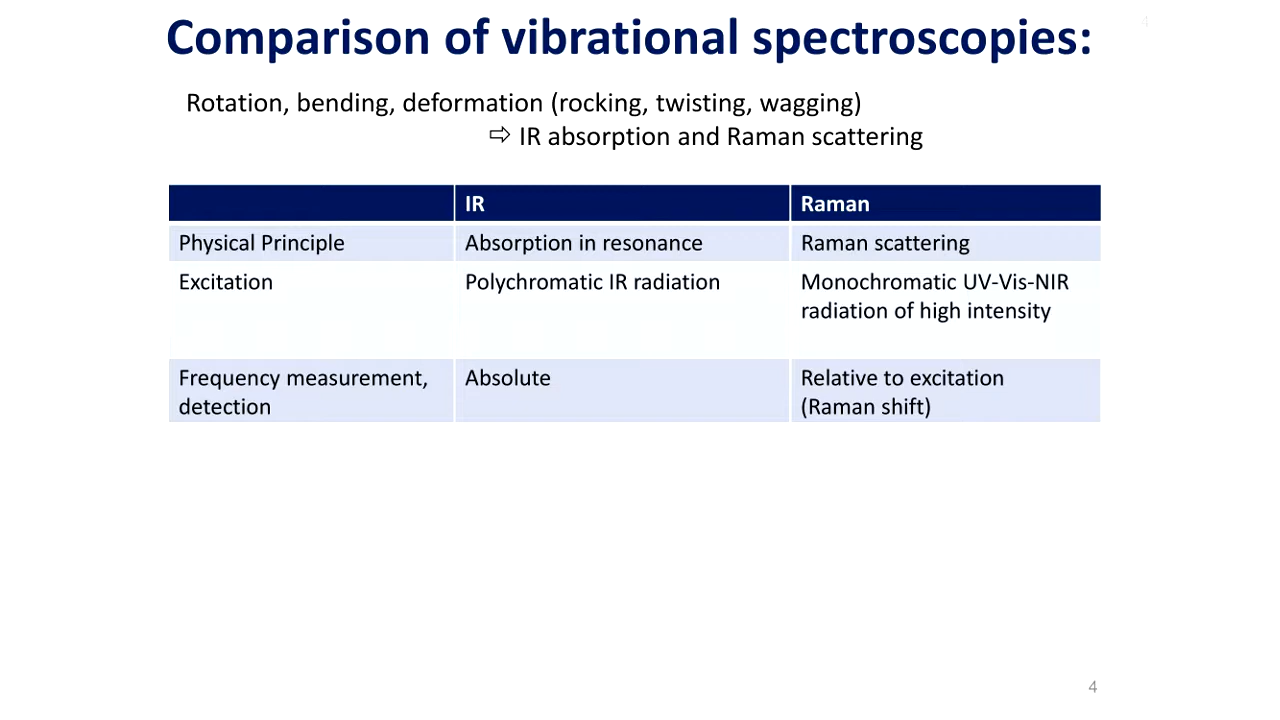 Comparison of vibrational spectroscopies:
4
Rotation, bending, deformation (rocking, twisting, wagging)
⇨ IR absorption and Raman scattering
IR
Raman
Physical Principle
Absorption in resonance
Raman scattering
Excitation
Polychromatic IR radiation
Monochromatic UV-Vis-NIR
radiation of high intensity
Frequency measurement,
detection
Absolute
Relative to excitation
(Raman shift)
4